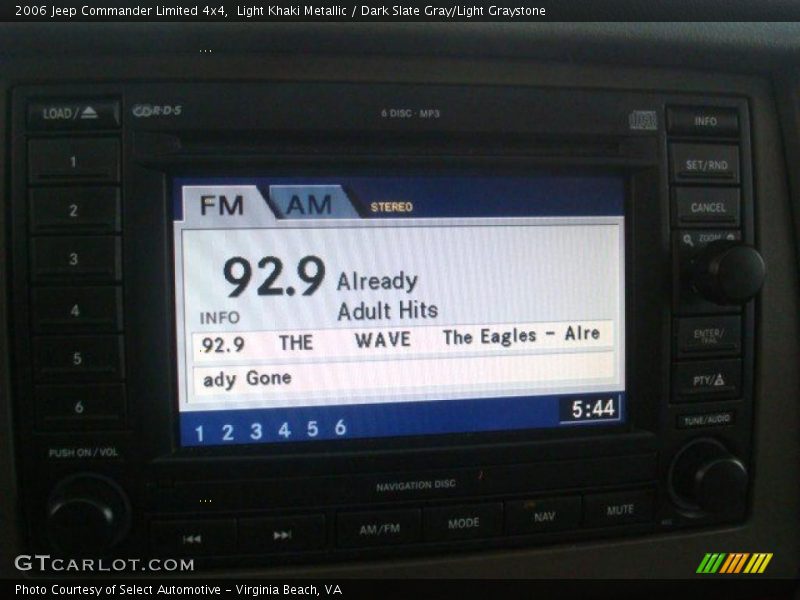 2006 Jeep Commander Limited 4x4,  Light Khaki Metallic / Dark Slate Gray/Light Graystone
...
LOAD/
R·D·S
6 DISC · MP3
INFO
1
2
3
4
5
6
SET/RND
CANCEL
ZOOM
ENTER/
PTY/
TUNE/AUDIO
FM AM STEREO
92.9 Already
Adult Hits
INFO
.92.9 THE WAVE The Eagles - Alre
ady Gone
1 2 3 4 5 6 5:44
PUSH ON / VOL
NAVIGATION DISC
...
AM/FM MODE NAV MUTE
GTCARLOT.COM
Photo Courtesy of Select Automotive - Virginia Beach, VA